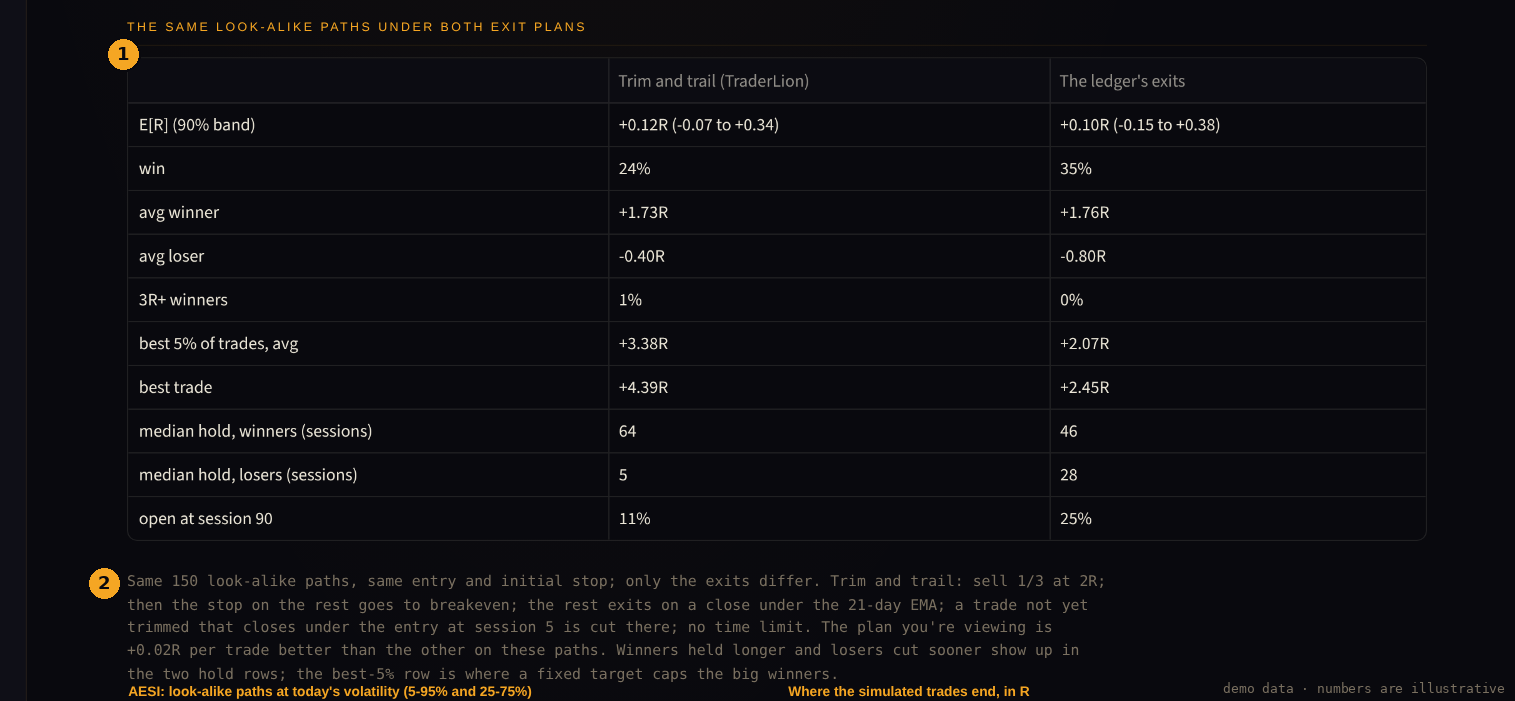 THE SAME LOOK-ALIKE PATHS UNDER BOTH EXIT PLANS
1
Trim and trail (TraderLion) The ledger's exits
E[R] (90% band) +0.12R (-0.07 to +0.34) +0.10R (-0.15 to +0.38)
win 24% 35%
avg winner +1.73R +1.76R
avg loser -0.40R -0.80R
3R+ winners 1% 0%
best 5% of trades, avg +3.38R +2.07R
best trade +4.39R +2.45R
median hold, winners (sessions) 64 46
median hold, losers (sessions) 5 28
open at session 90 11% 25%
2
Same 150 look-alike paths, same entry and initial stop; only the exits differ. Trim and trail: sell 1/3 at 2R;
then the stop on the rest goes to breakeven; the rest exits on a close under the 21-day EMA; a trade not yet
trimmed that closes under the entry at session 5 is cut there; no time limit. The plan you're viewing is
+0.02R per trade better than the other on these paths. Winners held longer and losers cut sooner show up in
the two hold rows; the best-5% row is where a fixed target caps the big winners.
AESI: look-alike paths at today's volatility (5-95% and 25-75%) Where the simulated trades end, in R
demo data · numbers are illustrative